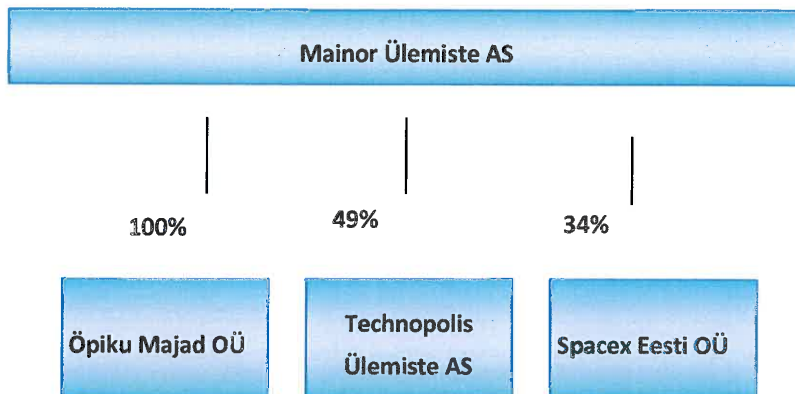 Mainor Ülemiste AS
100%
49%
34%
Öpiku Majad OÜ
Technopolis
Ülemiste AS
Spacex Eesti OÜ